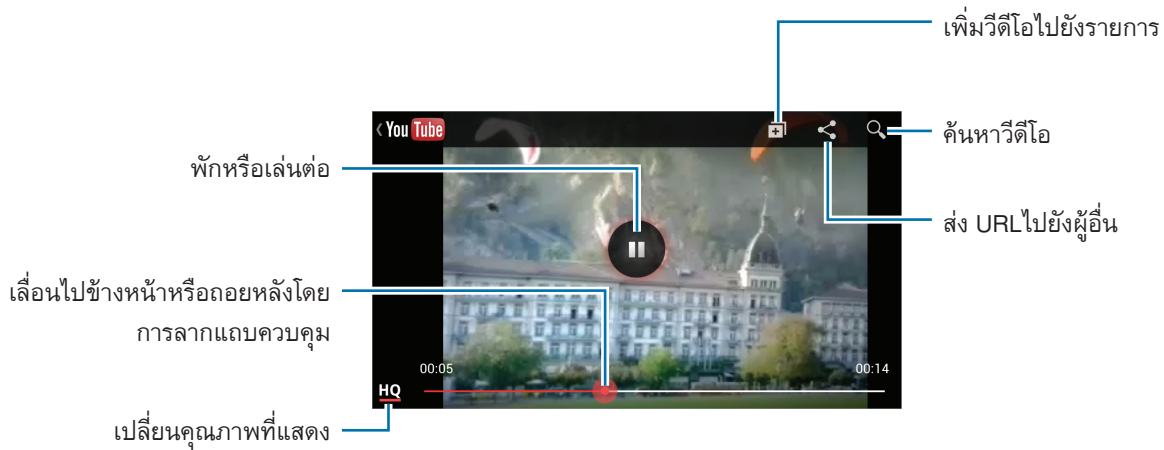 เพิ่มวีดีโอไปยังรายการ
You Tube
ค้นหาวีดีโอ
พักหรือเล่นต่อ
ส่ง URLไปยังผู้อื่น
เลื่อนไปข้างหน้าหรือถอยหลังโดย
การลากแถบควบคุม
00:05
00:14
HQ
เปลี่ยนคุณภาพที่แสดง